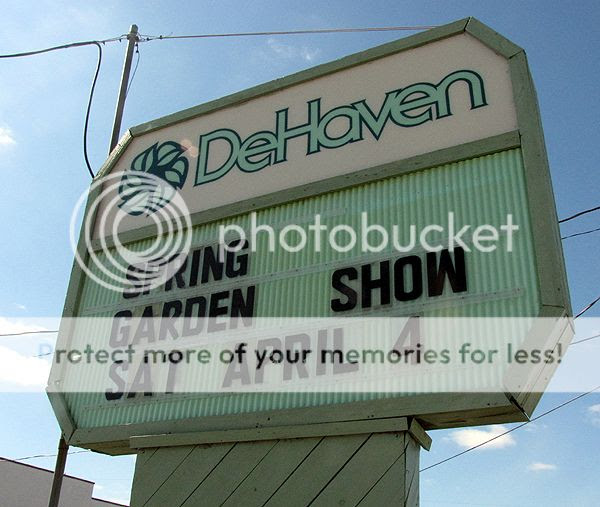 DeHaven
SPRING
GARDEN SHOW
SAT APRIL 4
photobucket
Protect more of your memories for less!